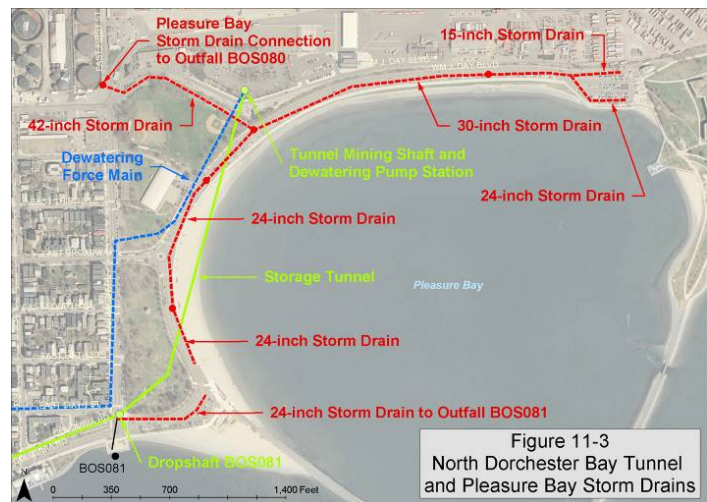 Pleasure Bay
Storm Drain Connection
to Outfall BOS080
15-inch Storm Drain
WM J. DAY BLVD
42-inch Storm Drain
30-inch Storm Drain
Dewatering
Force Main
Tunnel Mining Shaft and
Dewatering Pump Station
24-inch Storm Drain
24-inch Storm Drain
Storage Tunnel
Pleasure Bay
24-inch Storm Drain
24-inch Storm Drain to Outfall BOS081
BOS081
Dropshaft BOS081
N
0 350 700 1,400 Feet
Figure 11-3
North Dorchester Bay Tunnel
and Pleasure Bay Storm Drains